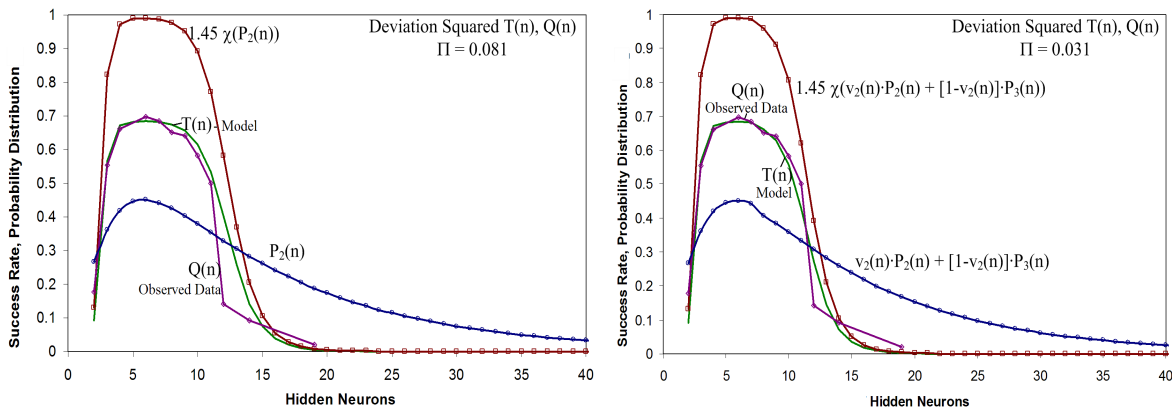 Deviation Squared T(n), Q(n)
Π = 0.081
1.45 χ(P₂(n))
T(n) - Model
P₂(n)
Q(n)
Observed Data
Success Rate, Probability Distribution
1
0.9
0.8
0.7
0.6
0.5
0.4
0.3
0.2
0.1
0
0 5 10 15 20 25 30 35 40
Hidden Neurons
Deviation Squared T(n), Q(n)
Π = 0.031
1.45 χ(v₂(n)·P₂(n) + [1-v₂(n)]·P₃(n))
Q(n)
Observed Data
T(n)
Model
v₂(n)·P₂(n) + [1-v₂(n)]·P₃(n)
Success Rate, Probability Distribution
1
0.9
0.8
0.7
0.6
0.5
0.4
0.3
0.2
0.1
0
0 5 10 15 20 25 30 35 40
Hidden Neurons